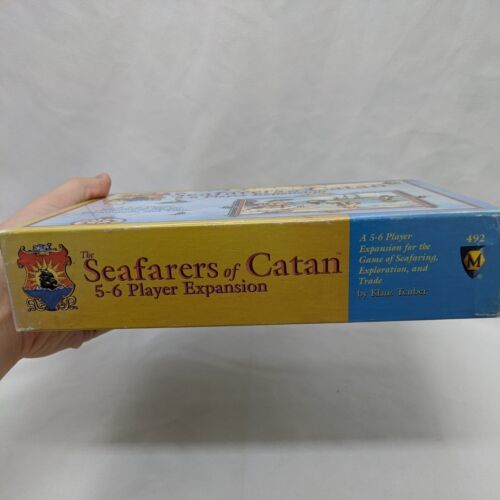 The
Seafarers of Catan™
5-6 Player Expansion
A 5-6 Player
Expansion for the
Game of Seafaring,
Exploration, and
Trade
by Klaus Teuber
492
M